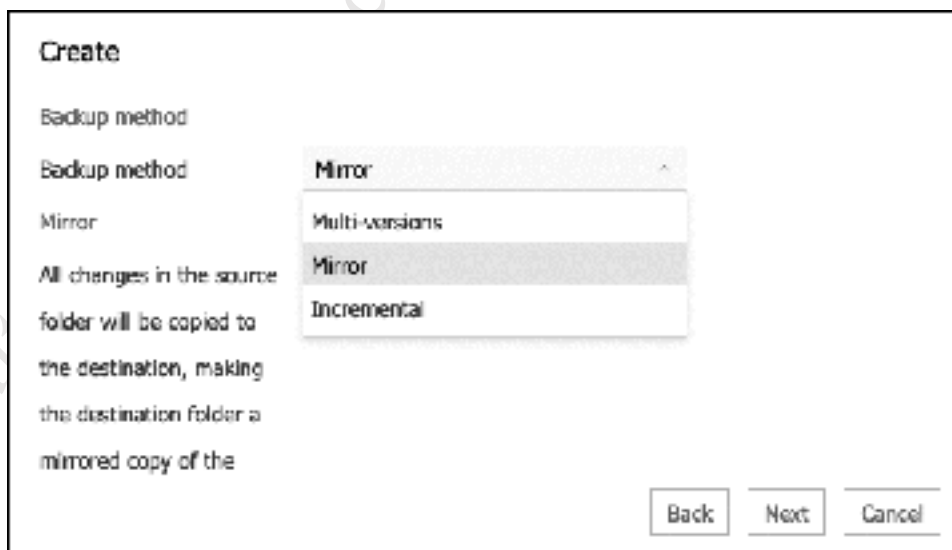 Create
Backup method
Backup method
Mirror
Mirror
Multi-versions
Mirror
Incremental
All changes in the source
folder will be copied to
the destination, making
the destination folder a
mirrored copy of the
Back
Next
Cancel